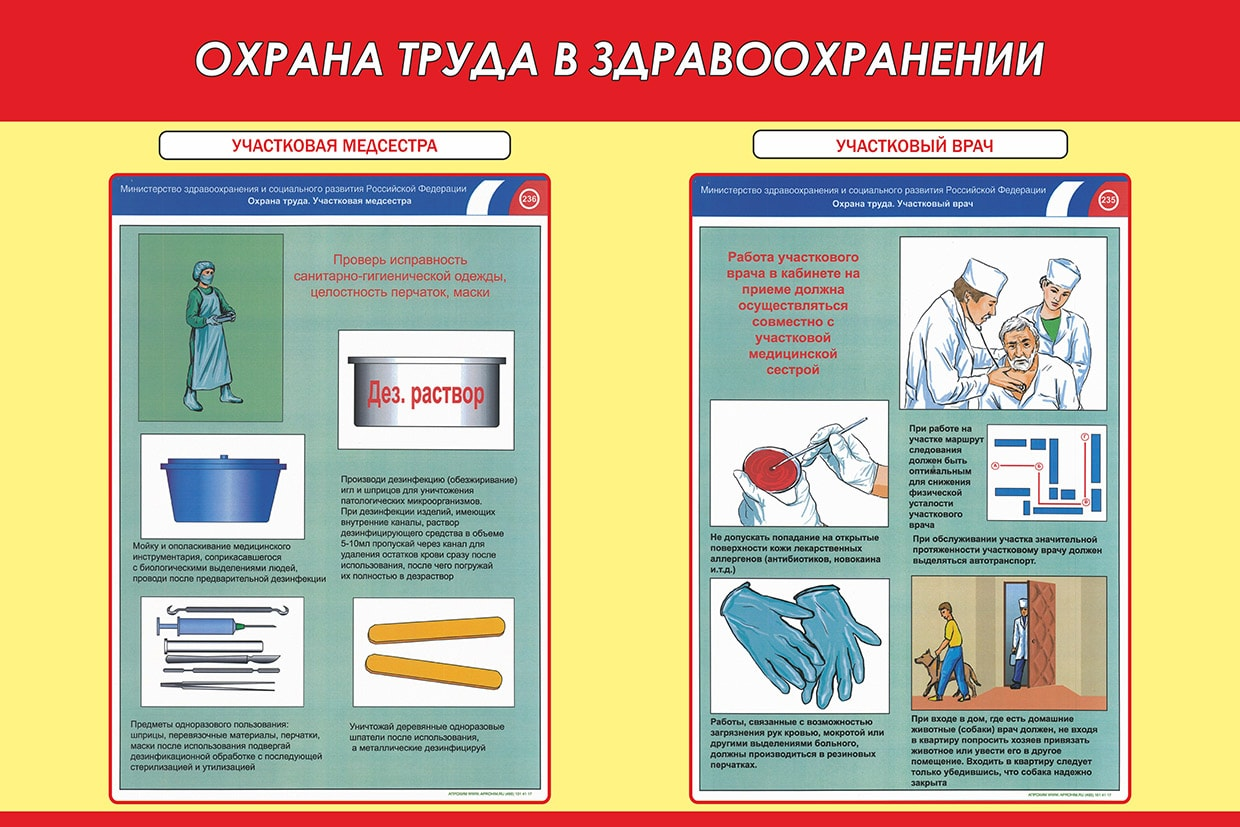 ОХРАНА ТРУДА В ЗДРАВООХРАНЕНИИ
УЧАСТКОВАЯ МЕДСЕСТРА
Министерство здравоохранения и социального развития Российской Федерации
Охрана труда. Участковая медсестра
236
Проверь исправность
санитарно-гигиенической одежды,
целостность перчаток, маски
Дез. раствор
Мойку и ополаскивание медицинского
инструментария, соприкасавшегося
с биологическими выделениями людей,
проводи после предварительной дезинфекции
Производи дезинфекцию (обезжиривание)
игл и шприцов для уничтожения
патологических микроорганизмов.
При дезинфекции изделий, имеющих
внутренние каналы, раствор
дезинфицирующего средства в объеме
5-10мл пропускай через канал для
удаления остатков крови сразу после
использования, после чего погружай
их полностью в дезраствор
Предметы одноразового пользования:
шприцы, перевязочные материалы, перчатки,
маски после использования подвергай
дезинфикационной обработке с последующей
стерилизацией и утилизацией
Уничтожай деревянные одноразовые
шпатели после использования,
а металлические дезинфицируй
УЧАСТКОВЫЙ ВРАЧ
Министерство здравоохранения и социального развития Российской Федерации
Охрана труда. Участковый врач
235
Работа участкового
врача в кабинете на
приеме должна
осуществляться
совместно с
участковой
медицинской
сестрой
Не допускать попадание на открытые
поверхности кожи лекарственных
аллергенов (антибиотиков, новокаина
и.т.д.)
При работе на
участке маршрут
следования
должен быть
оптимальным
для снижения
физической
усталости
участкового
врача
При обслуживании участка значительной
протяженности участковому врачу должен
выделяться автотранспорт.
Работы, связанные с возможностью
загрязнения рук кровью, мокротой или
другими выделениями больного,
должны производиться в резиновых
перчатках.
При входе в дом, где есть домашние
животные (собаки) врач должен, не входя
в квартиру попросить хозяев привязать
животное или увести его в другое
помещение. Входить в квартиру следует
только убедившись, что собака надежно
закрыта